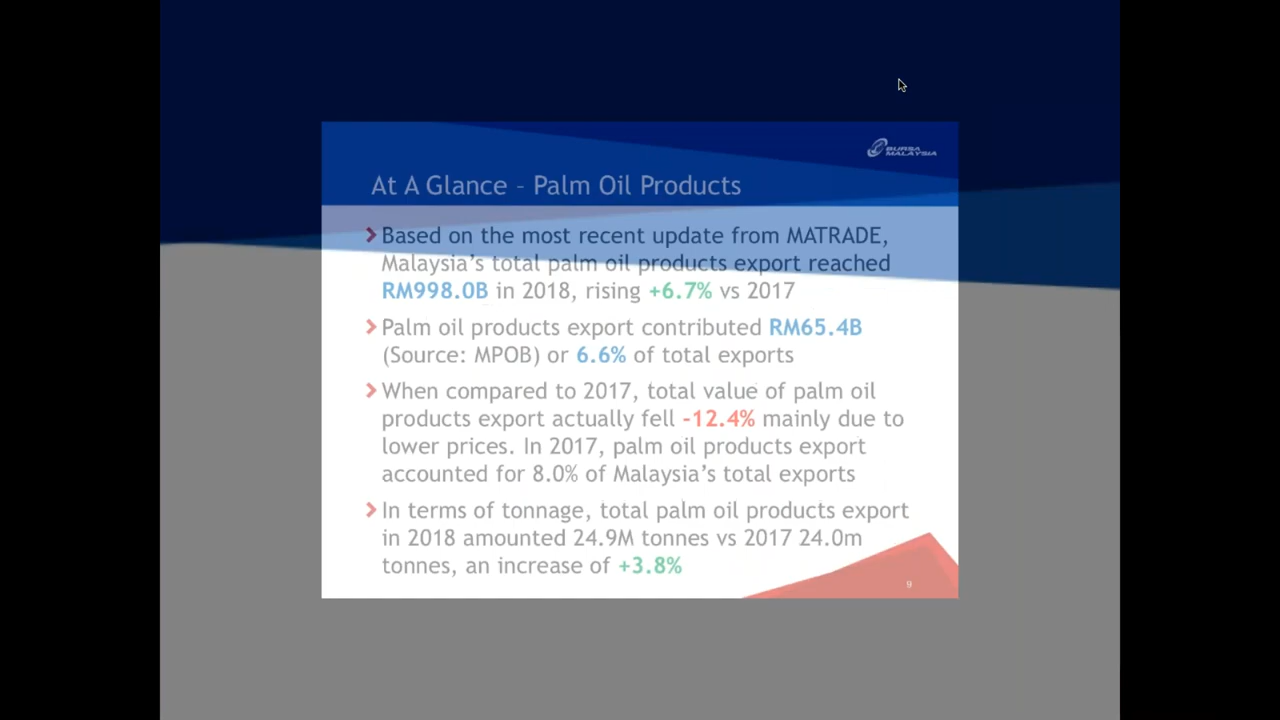 BURSA
MALAYSIA
At A Glance – Palm Oil Products
Based on the most recent update from MATRADE,
Malaysia's total palm oil products export reached
RM998.0B in 2018, rising +6.7% vs 2017
Palm oil products export contributed RM65.4B
(Source: MPOB) or 6.6% of total exports
When compared to 2017, total value of palm oil
products export actually fell -12.4% mainly due to
lower prices. In 2017, palm oil products export
accounted for 8.0% of Malaysia's total exports
In terms of tonnage, total palm oil products export
in 2018 amounted 24.9M tonnes vs 2017 24.0m
tonnes, an increase of +3.8%
9